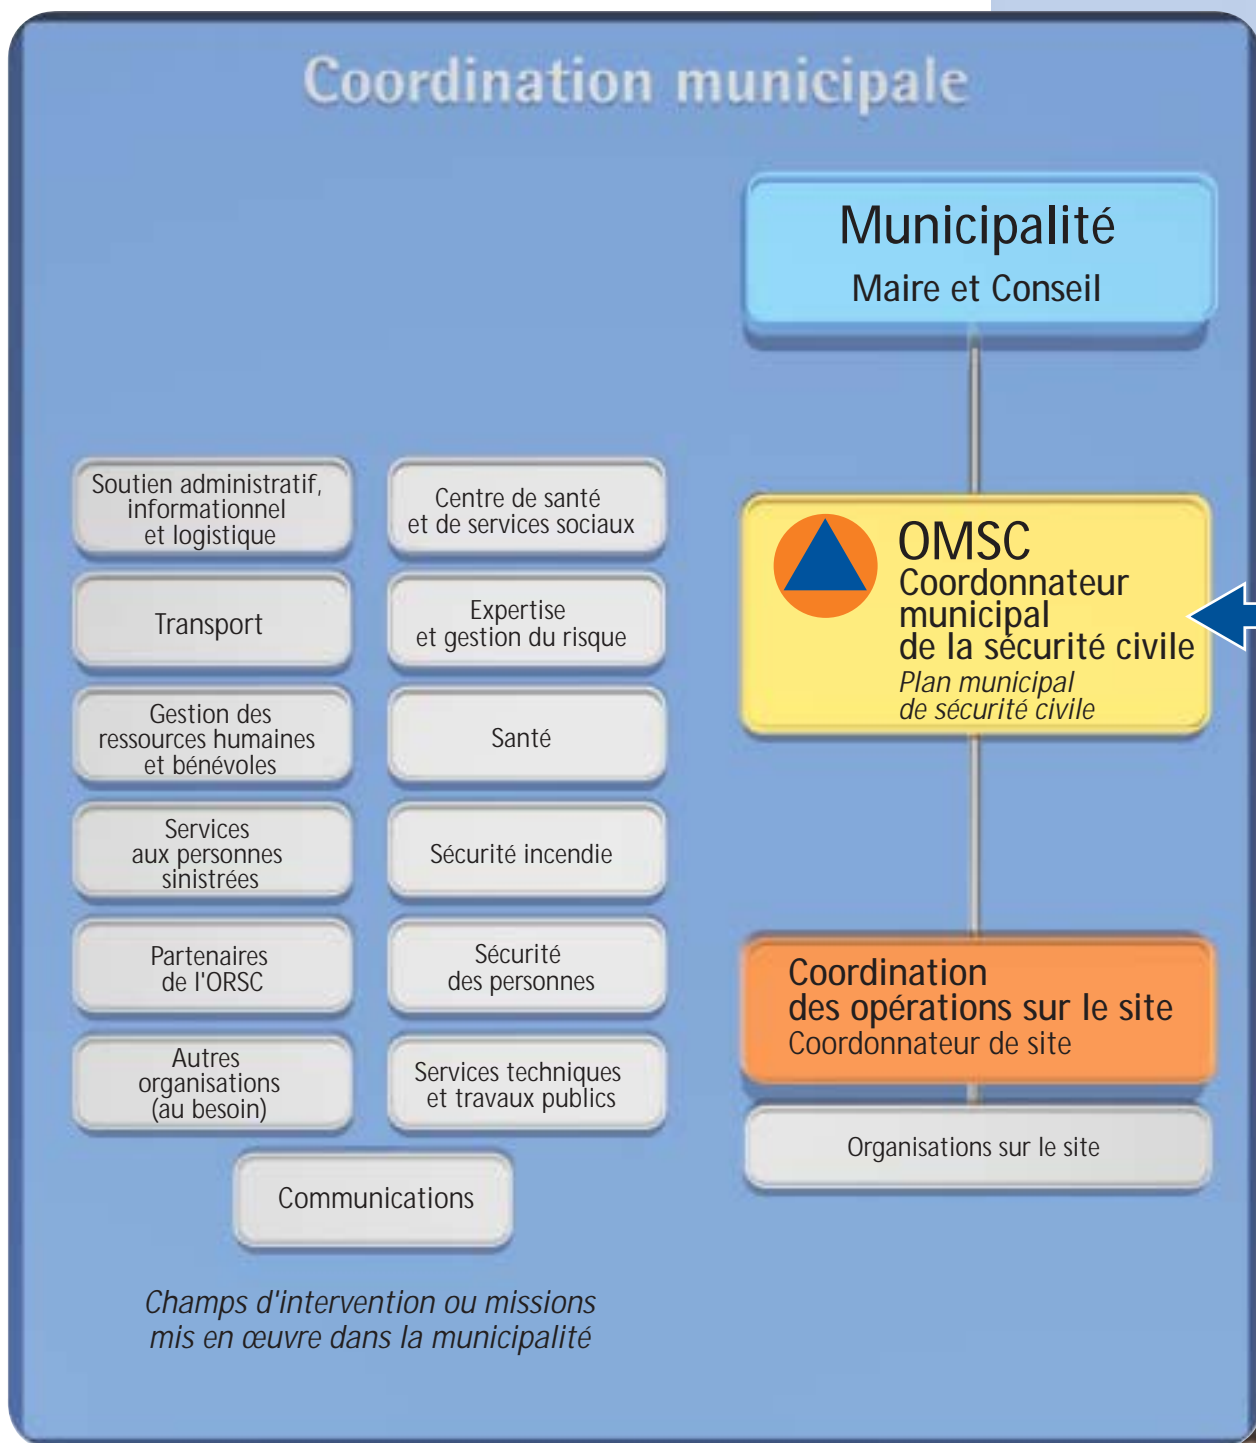 Coordination municipale
Municipalité
Maire et Conseil
Soutien administratif,
informationnel
et logistique
Centre de santé
et de services sociaux
Transport
Expertise
et gestion du risque
Gestion des
ressources humaines
et bénévoles
Santé
Services
aux personnes
sinistrées
Sécurité incendie
Partenaires
de l'ORSC
Sécurité
des personnes
Autres
organisations
(au besoin)
Services techniques
et travaux publics
Communications
Champs d'intervention ou missions
mis en œuvre dans la municipalité
OMSC
Coordonnateur
municipal
de la sécurité civile
Plan municipal
de sécurité civile
Coordination
des opérations sur le site
Coordonnateur de site
Organisations sur le site